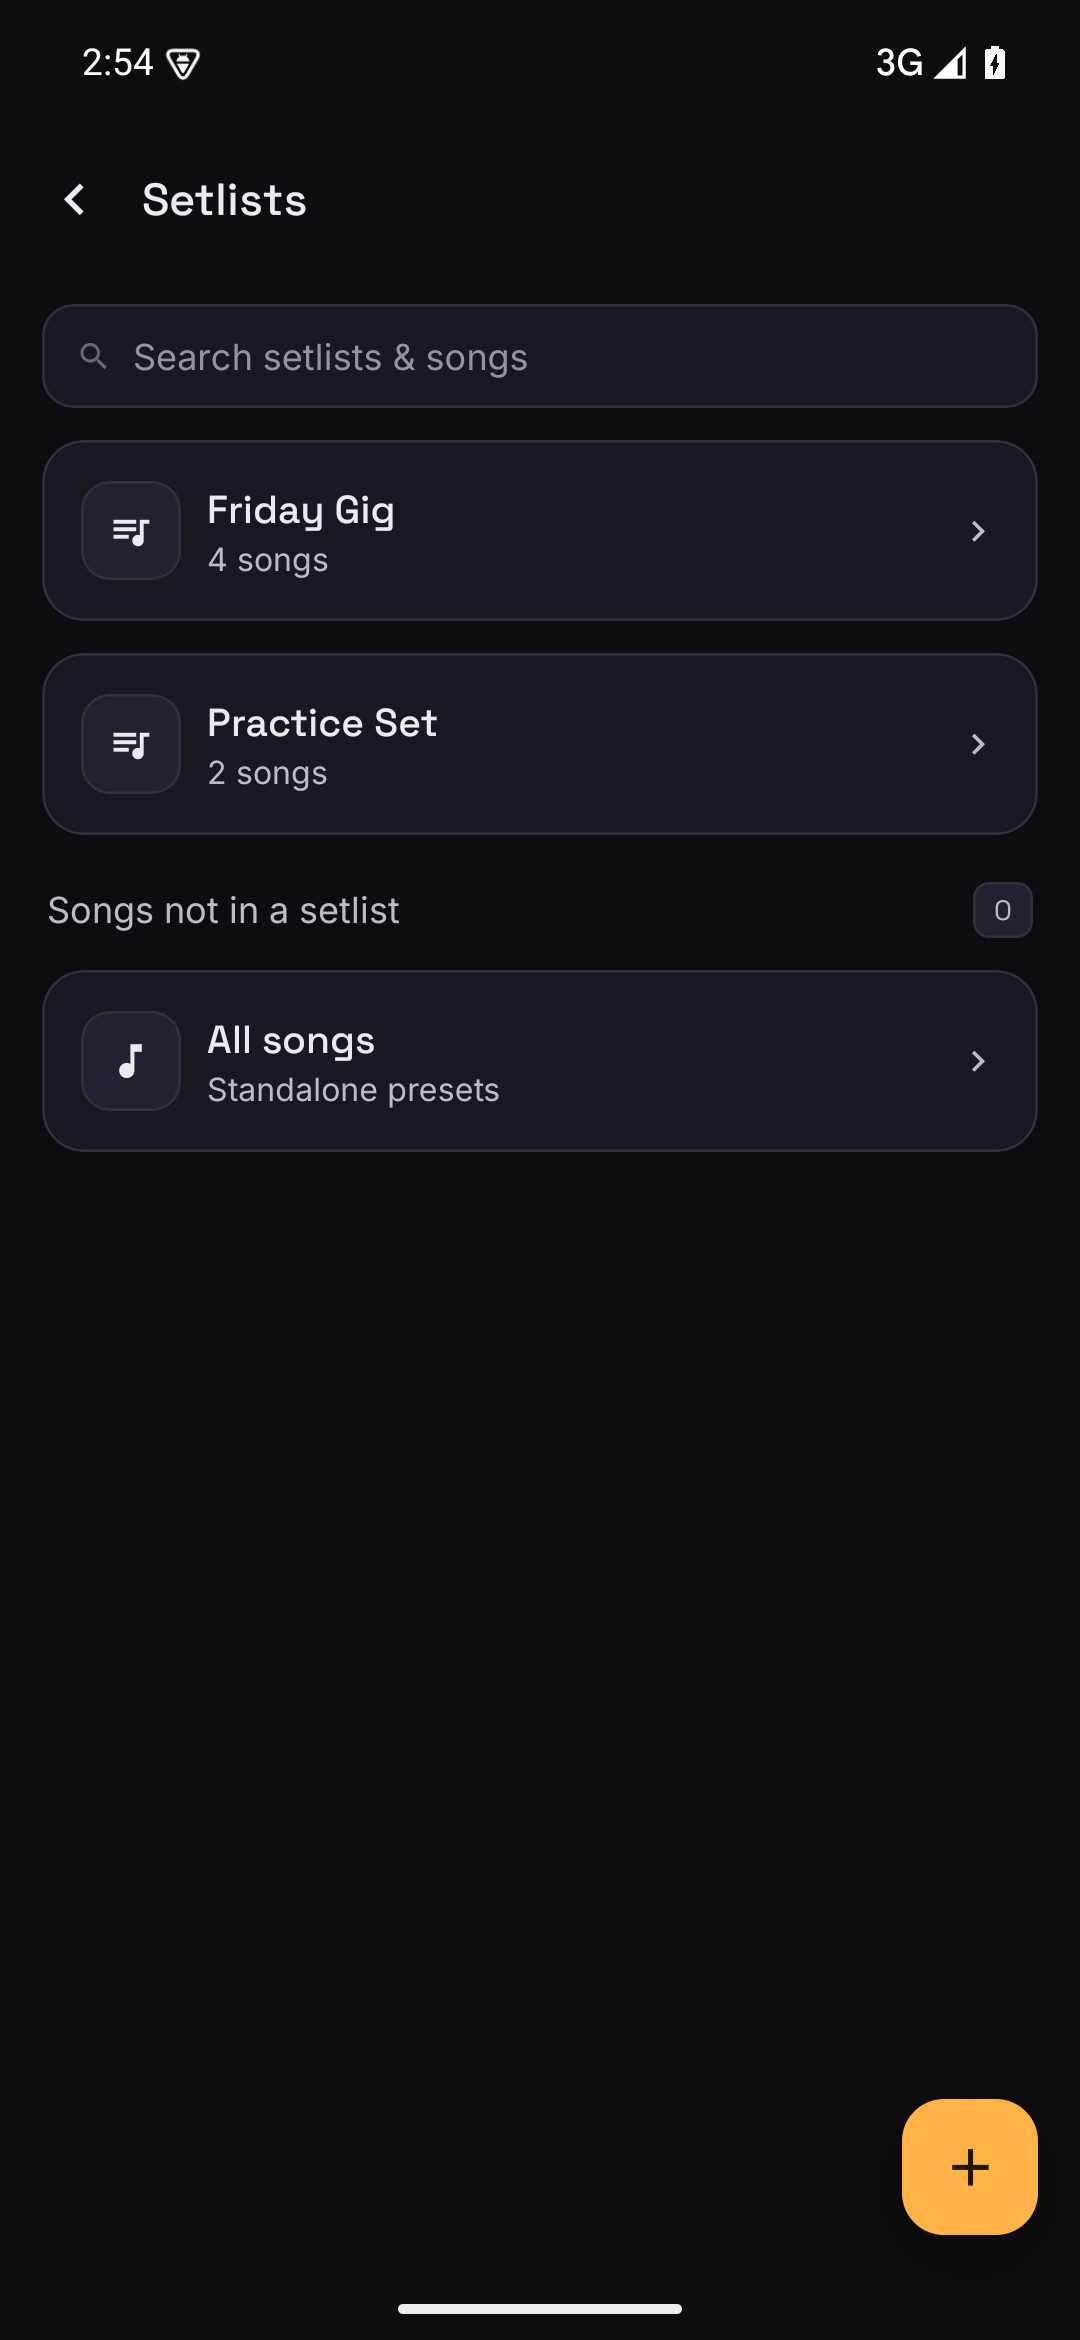 2:54
3G
Setlists
Search setlists & songs
Friday Gig
4 songs
Practice Set
2 songs
Songs not in a setlist
0
All songs
Standalone presets